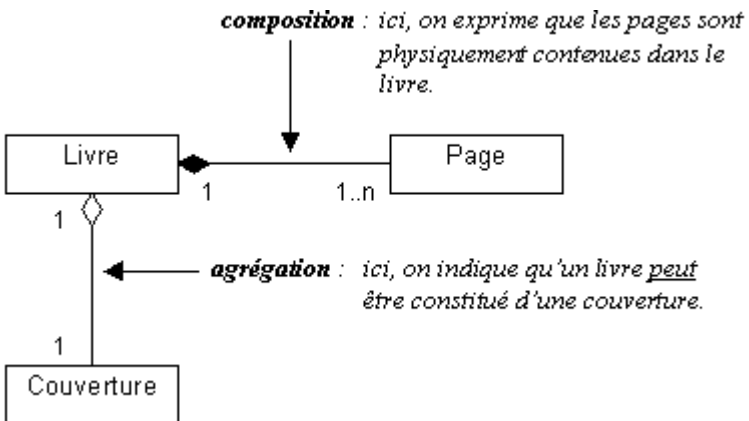 composition : ici, on exprime que les pages sont
physiquement contenues dans le
livre.
Livre
Page
1
1..n
1
agrégation : ici, on indique qu'un livre peut
être constitué d'une couverture.
1
Couverture